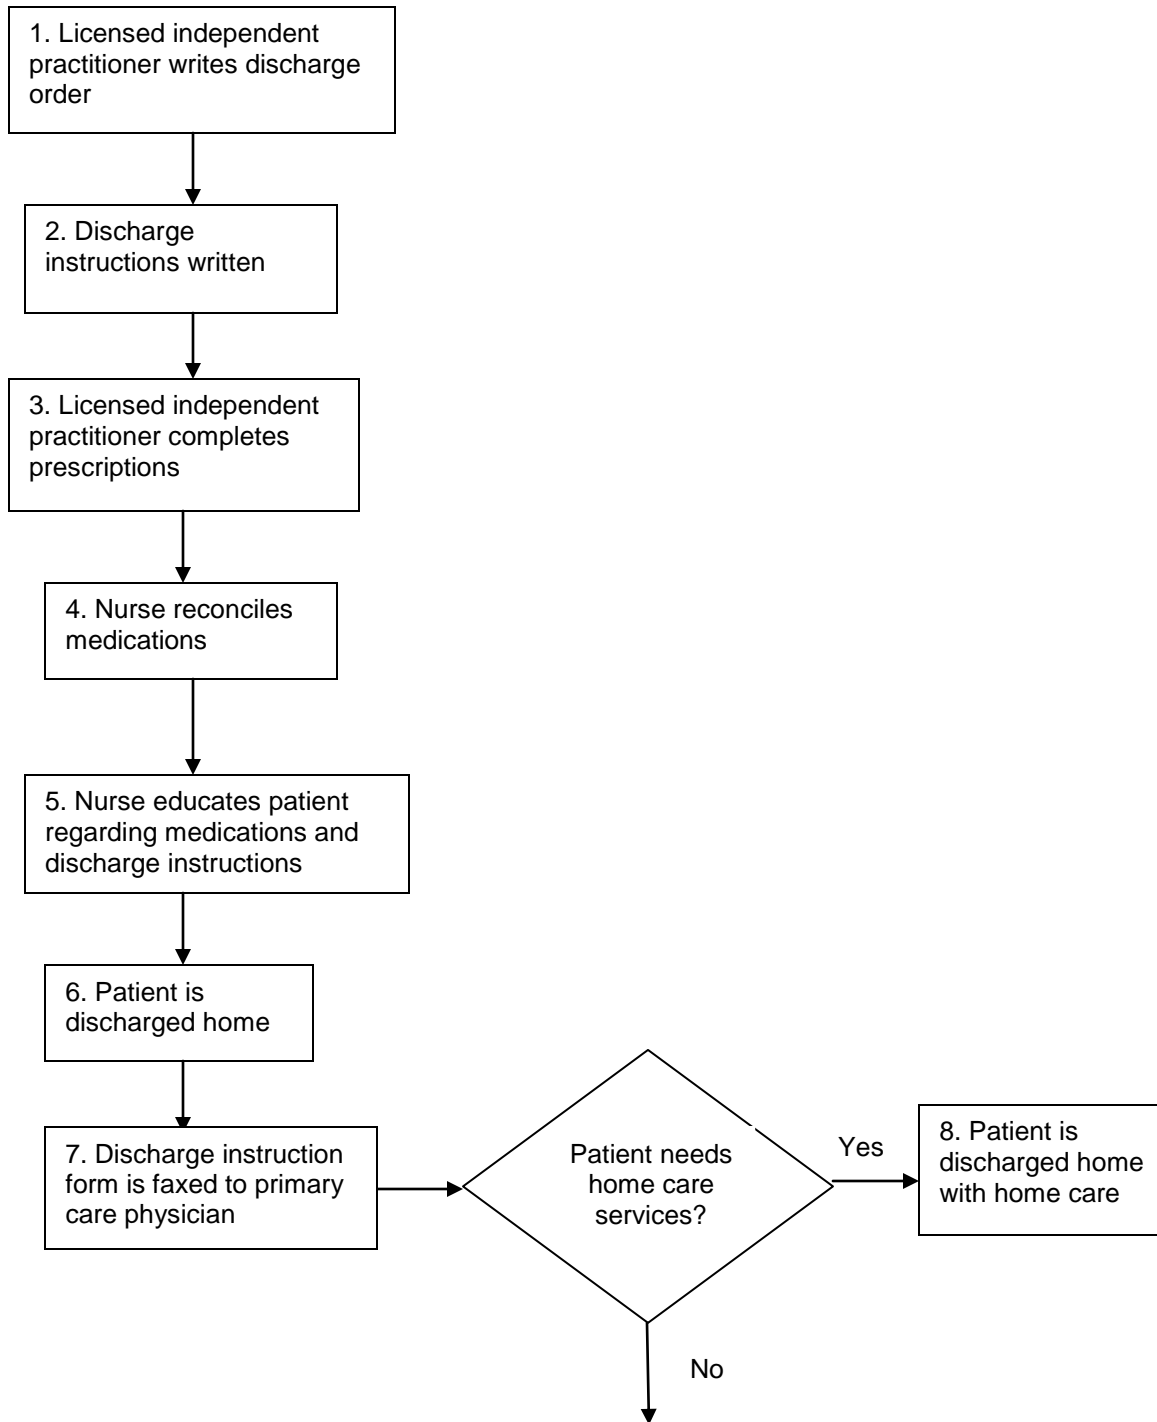 1. Licensed independent
practitioner writes discharge
order
2. Discharge
instructions written
3. Licensed independent
practitioner completes
prescriptions
4. Nurse reconciles
medications
5. Nurse educates patient
regarding medications and
discharge instructions
6. Patient is
discharged home
7. Discharge instruction
form is faxed to primary
care physician
Patient needs
home care
services?
Yes
8. Patient is
discharged home
with home care
No